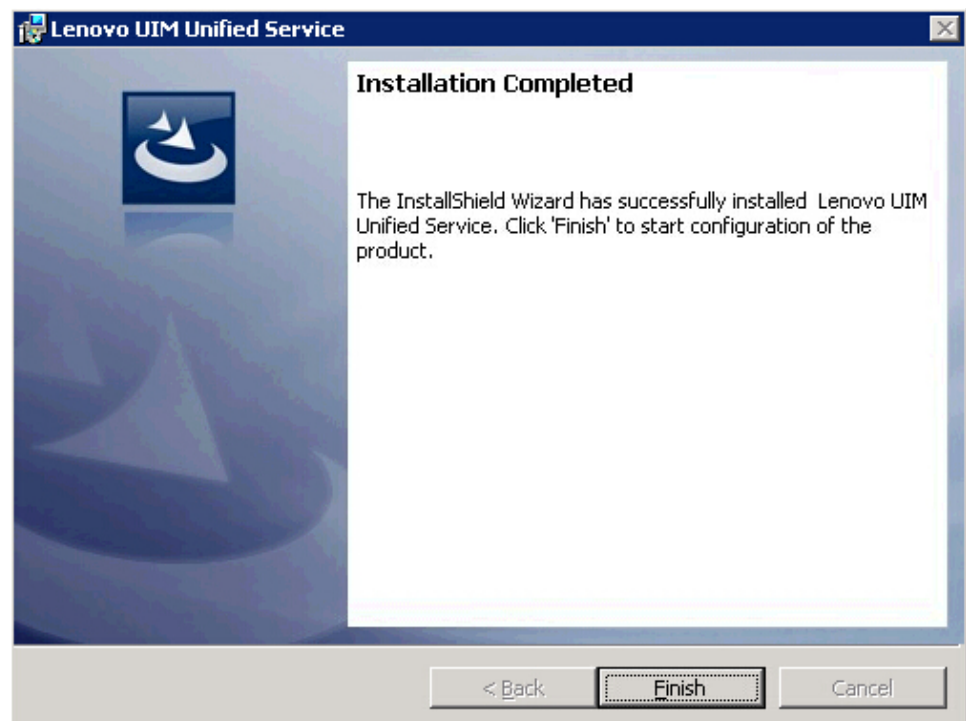 Lenovo UIM Unified Service
Installation Completed
The InstallShield Wizard has successfully installed Lenovo UIM
Unified Service. Click 'Finish' to start configuration of the
product.
< Back
Finish
Cancel